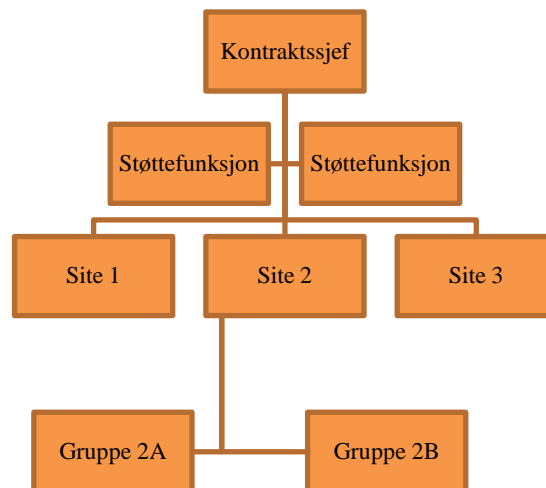 Kontraktssjef
Støttefunksjon
Støttefunksjon
Site 1
Site 2
Site 3
Gruppe 2A
Gruppe 2B